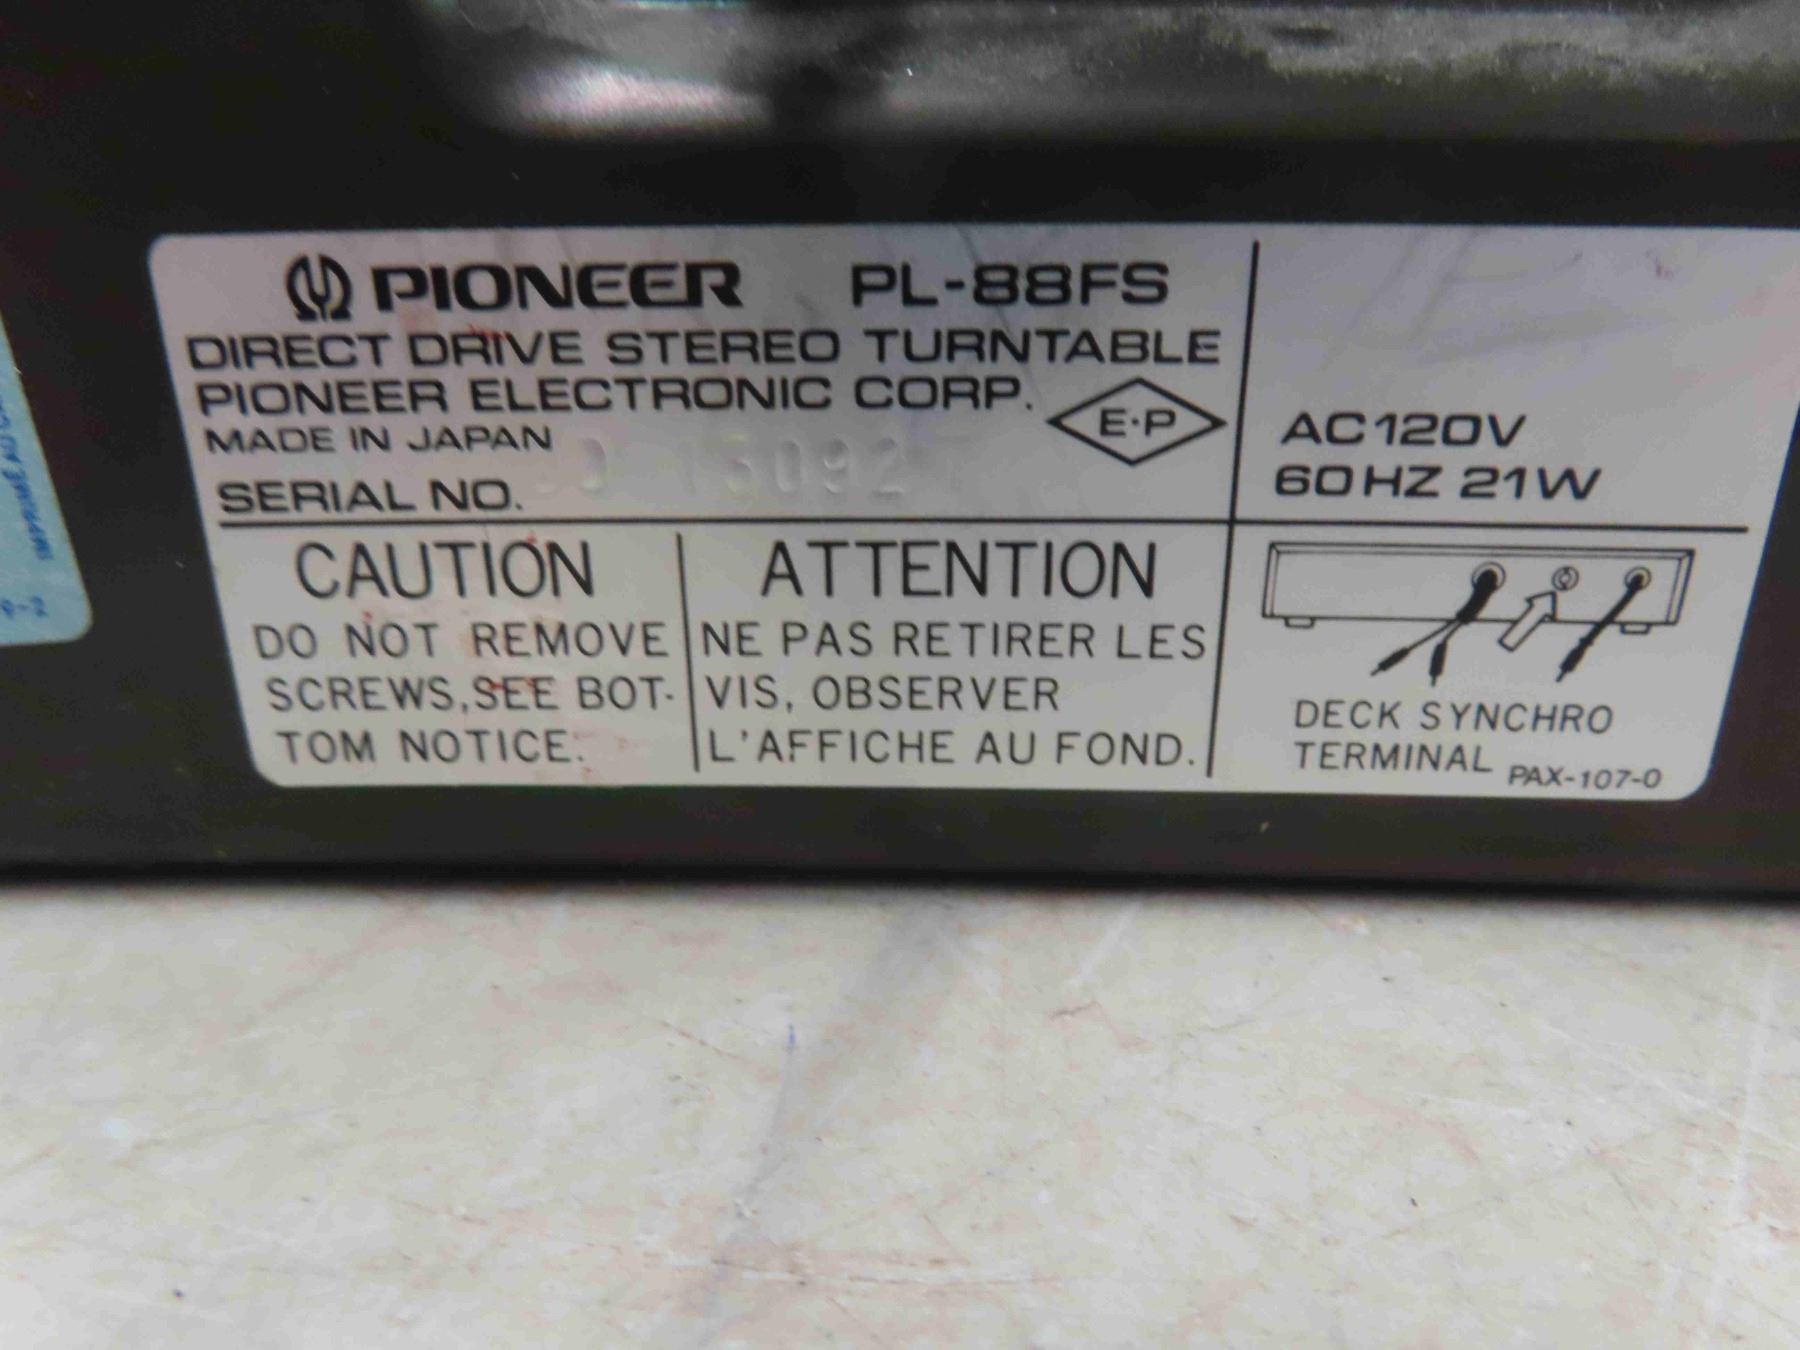 PIONEER PL-88FS
DIRECT DRIVE STEREO TURNTABLE
PIONEER ELECTRONIC CORP.
MADE IN JAPAN
E·P
SERIAL NO.
AC120V
60HZ 21W
CAUTION
DO NOT REMOVE
SCREWS,SEE BOT-
TOM NOTICE.
ATTENTION
NE PAS RETIRER LES
VIS, OBSERVER
L'AFFICHE AU FOND.
DECK SYNCHRO
TERMINAL PAX-107-0
IMPRIMÉ AU